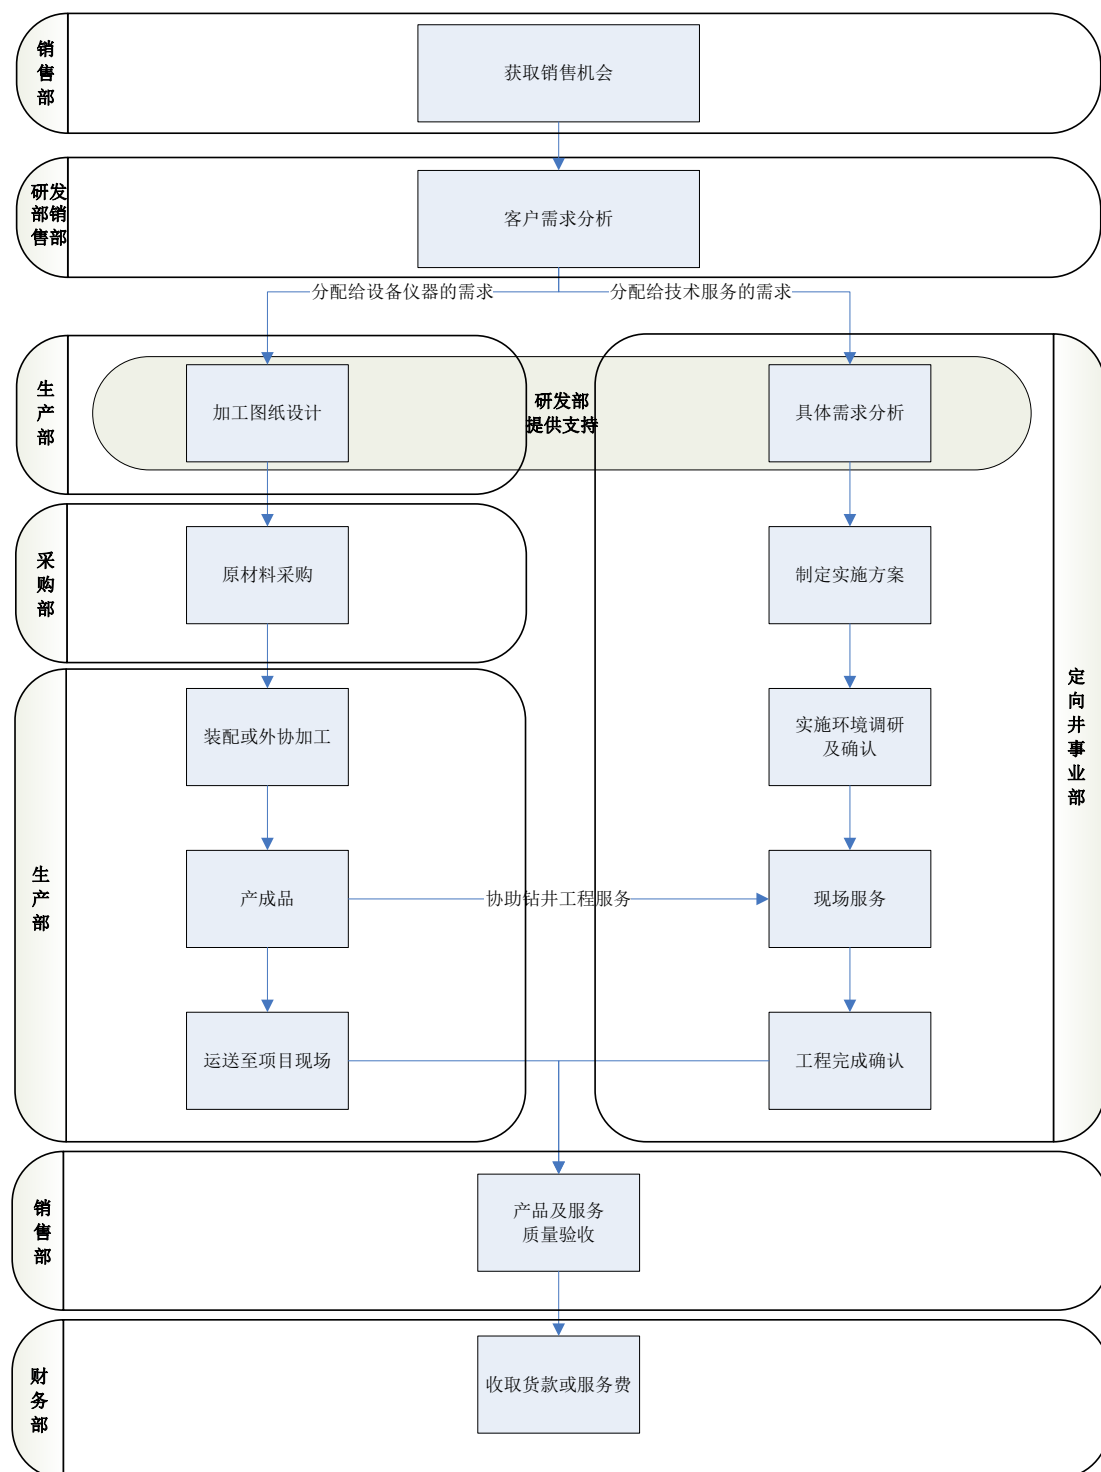 销
售
部
获取销售机会
研发
部销
售部
客户需求分析
分配给设备仪器的需求
分配给技术服务的需求
生
产
部
加工图纸设计
研发部
提供支持
具体需求分析
采
购
部
原材料采购
制定实施方案
定
向
井
事
业
部
装配或外协加工
实施环境调研
及确认
生
产
部
产成品
协助钻井工程服务
现场服务
运送至项目现场
工程完成确认
销
售
部
产品及服务
质量验收
财
务
部
收取货款或服务费